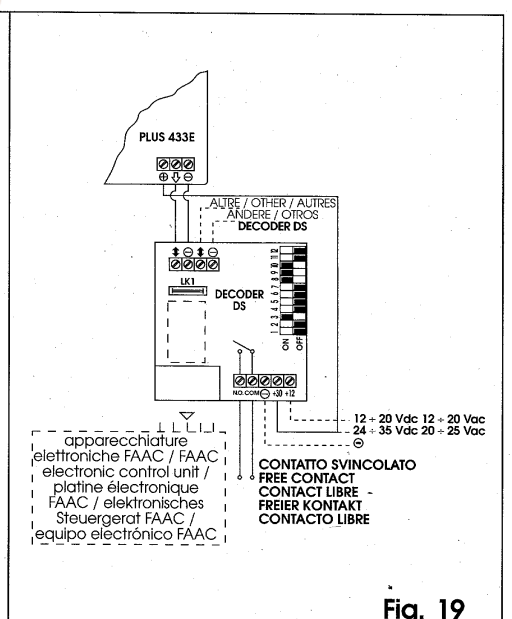 PLUS 433E
⊕ ⇩ ⊖
ALTRE / OTHER / AUTRES
ANDERE / OTROS
DECODER DS
⊖ ⊖
LK1
DECODER
DS
1 2 3 4 5 6 7 8 9 10 11 12
ON
OFF
N.O. COM ⊖ +30 +12
12 ÷ 20 Vdc 12 ÷ 20 Vac
24 ÷ 35 Vdc 20 ÷ 25 Vac
⊖
apparecchiature
elettroniche FAAC / FAAC
electronic control unit /
platine électronique
FAAC / elektronisches
Steuergerat FAAC /
equipo electrónico FAAC
CONTATTO SVINCOLATO
FREE CONTACT
CONTACT LIBRE
FREIER KONTAKT
CONTACTO LIBRE
Fig. 19